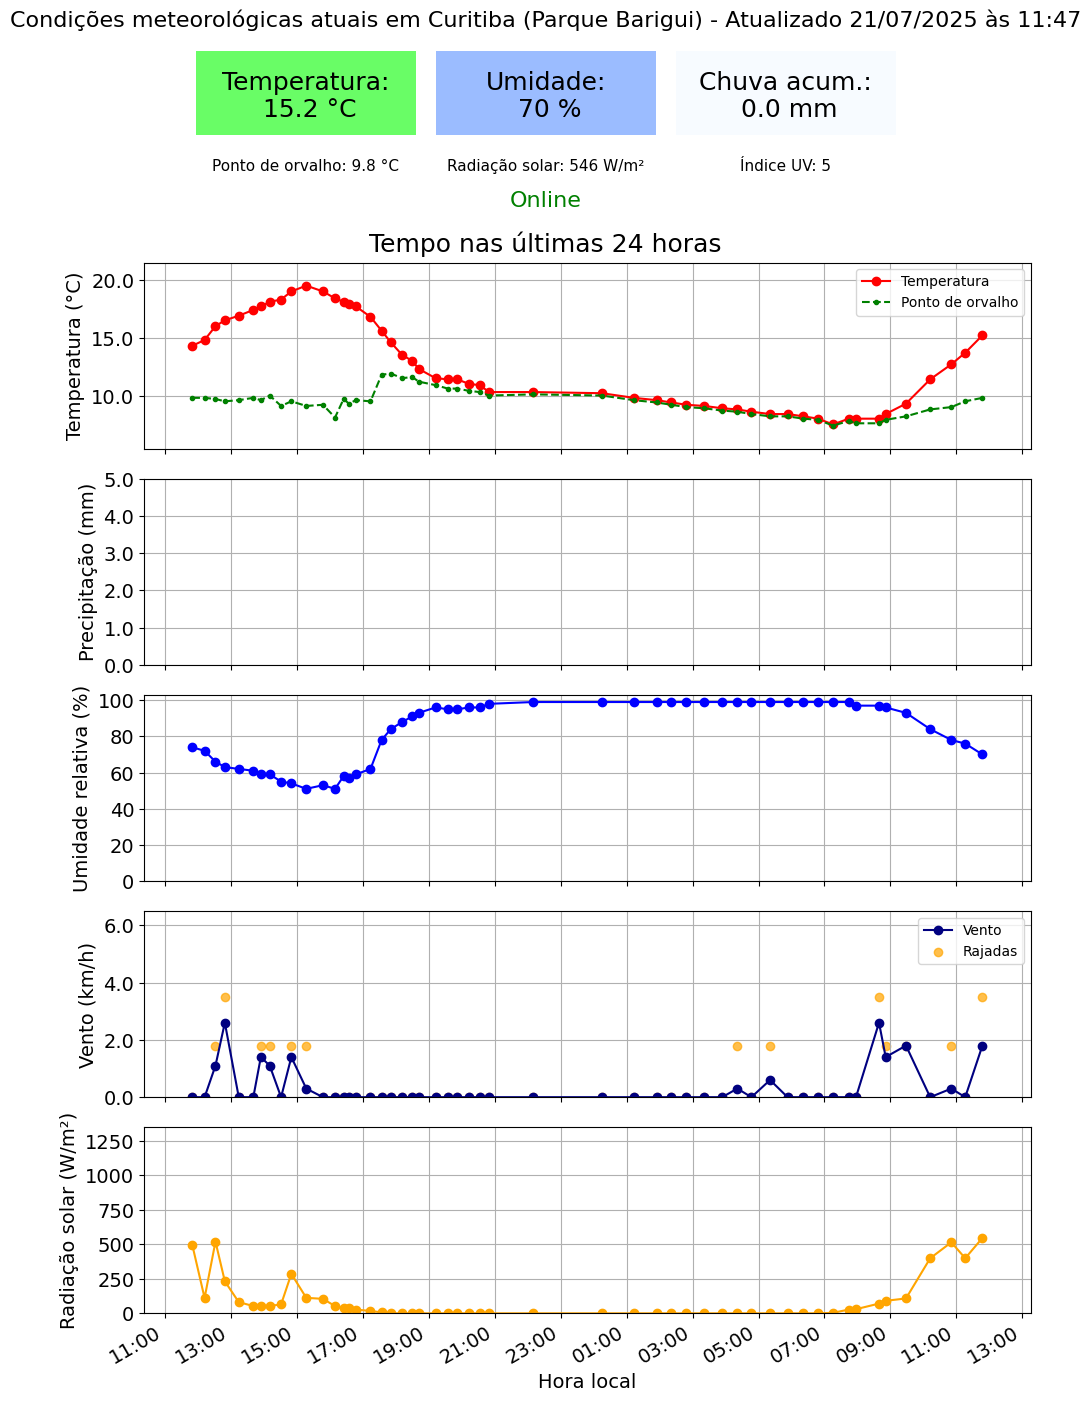 Condições meteorológicas atuais em Curitiba (Parque Barigui) - Atualizado 21/07/2025 às 11:47
Temperatura:
15.2 °C
Umidade:
70 %
Chuva acum.:
0.0 mm
Ponto de orvalho: 9.8 °C
Radiação solar: 546 W/m²
Índice UV: 5
Online
Tempo nas últimas 24 horas
Temperatura (°C)
20.0
15.0
10.0
Temperatura
Ponto de orvalho
Precipitação (mm)
5.0
4.0
3.0
2.0
1.0
0.0
Umidade relativa (%)
100
80
60
40
20
0
Vento (km/h)
6.0
4.0
2.0
0.0
Vento
Rajadas
Radiação solar (W/m²)
1250
1000
750
500
250
0
11:00
13:00
15:00
17:00
19:00
21:00
23:00
01:00
03:00
05:00
07:00
09:00
11:00
13:00
Hora local